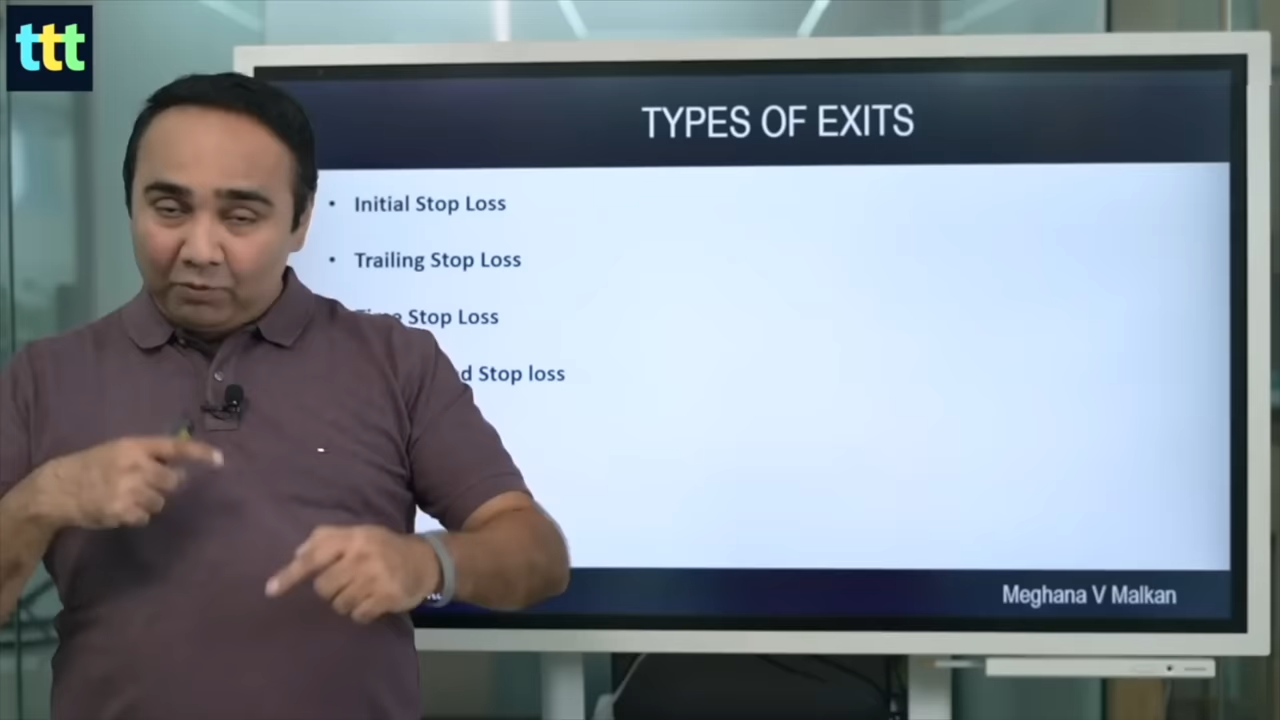 ttt
TYPES OF EXITS
• Initial Stop Loss
• Trailing Stop Loss
Stop Loss
Stop loss
Meghana V Malkan